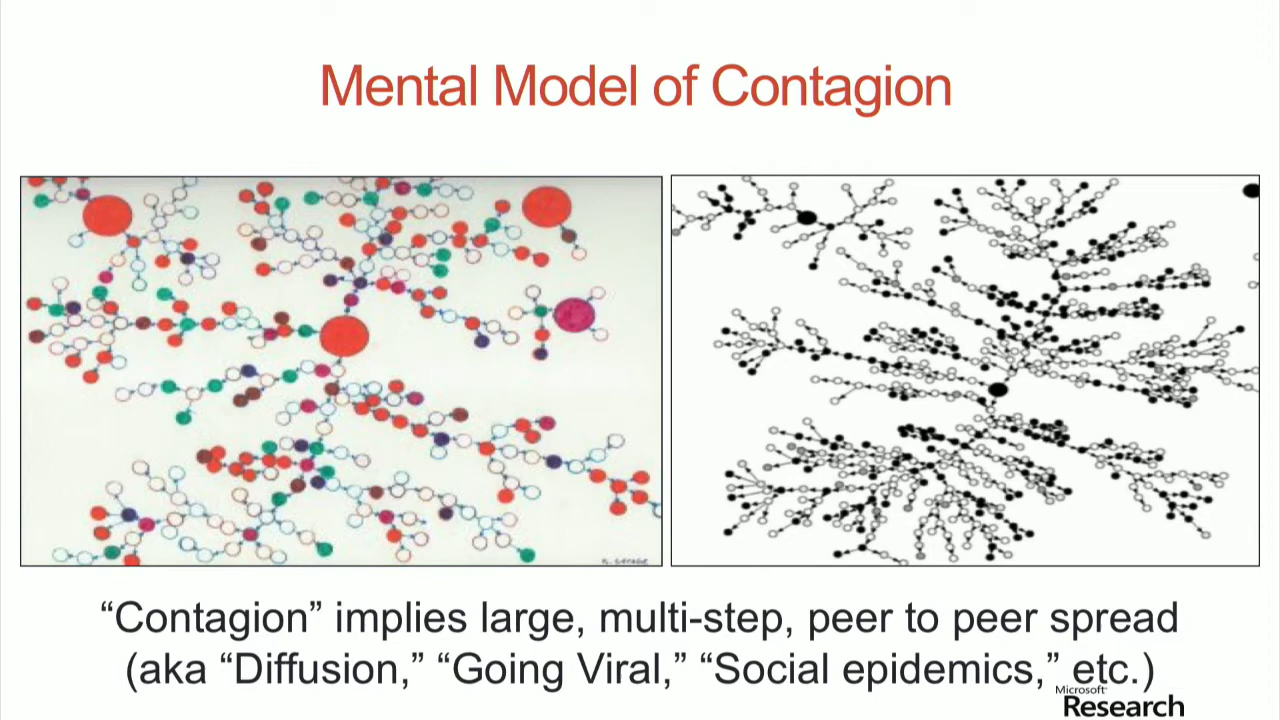 Mental Model of Contagion
“Contagion” implies large, multi-step, peer to peer spread
(aka “Diffusion,” “Going Viral,” “Social epidemics,” etc.)
Microsoft
Research